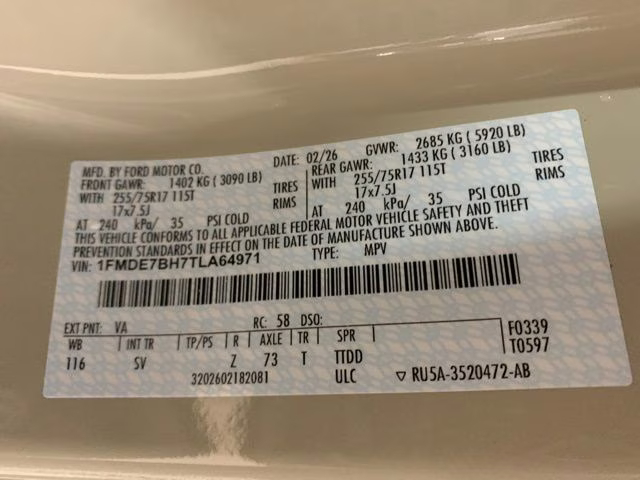 MFD. BY FORD MOTOR CO. DATE: 02/26 GVWR: 2685 KG ( 5920 LB)
FRONT GAWR: 1402 KG ( 3090 LB) REAR GAWR: 1433 KG ( 3160 LB)
WITH 255/75R17 115T TIRES WITH 255/75R17 115T TIRES
17x7.5J RIMS 17x7.5J RIMS
AT 240 kPa/ 35 PSI COLD AT 240 kPa/ 35 PSI COLD
THIS VEHICLE CONFORMS TO ALL APPLICABLE FEDERAL MOTOR VEHICLE SAFETY AND THEFT
PREVENTION STANDARDS IN EFFECT ON THE DATE OF MANUFACTURE SHOWN ABOVE.
VIN: 1FMDE7BH7TLA64971 TYPE: MPV
EXT PNT: VA RC: 58 DSO: F0339
WB INT TR TP/PS R AXLE TR SPR T0597
116 SV Z 73 T TTDD
3202602182081 ULC ▽ RU5A-3520472-AB